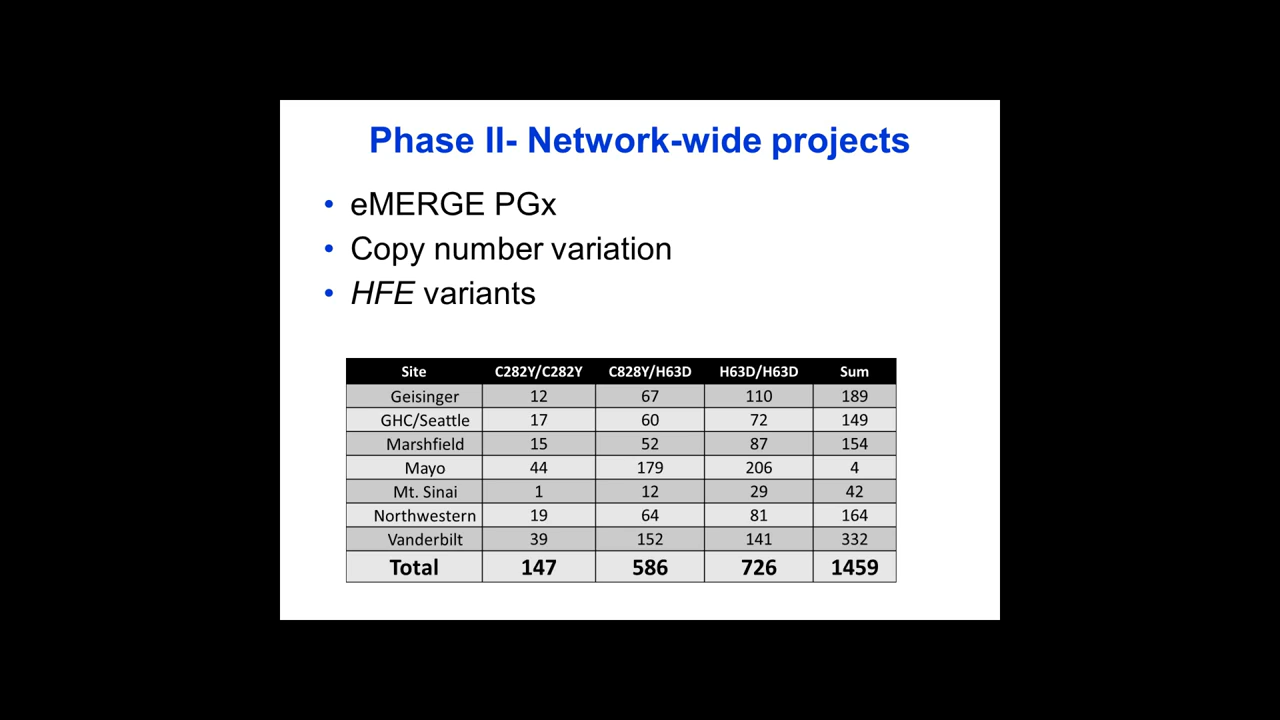 Phase II- Network-wide projects
• eMERGE PGx
• Copy number variation
• HFE variants
Site C282Y/C282Y C828Y/H63D H63D/H63D Sum
Geisinger 12 67 110 189
GHC/Seattle 17 60 72 149
Marshfield 15 52 87 154
Mayo 44 179 206 4
Mt. Sinai 1 12 29 42
Northwestern 19 64 81 164
Vanderbilt 39 152 141 332
Total 147 586 726 1459